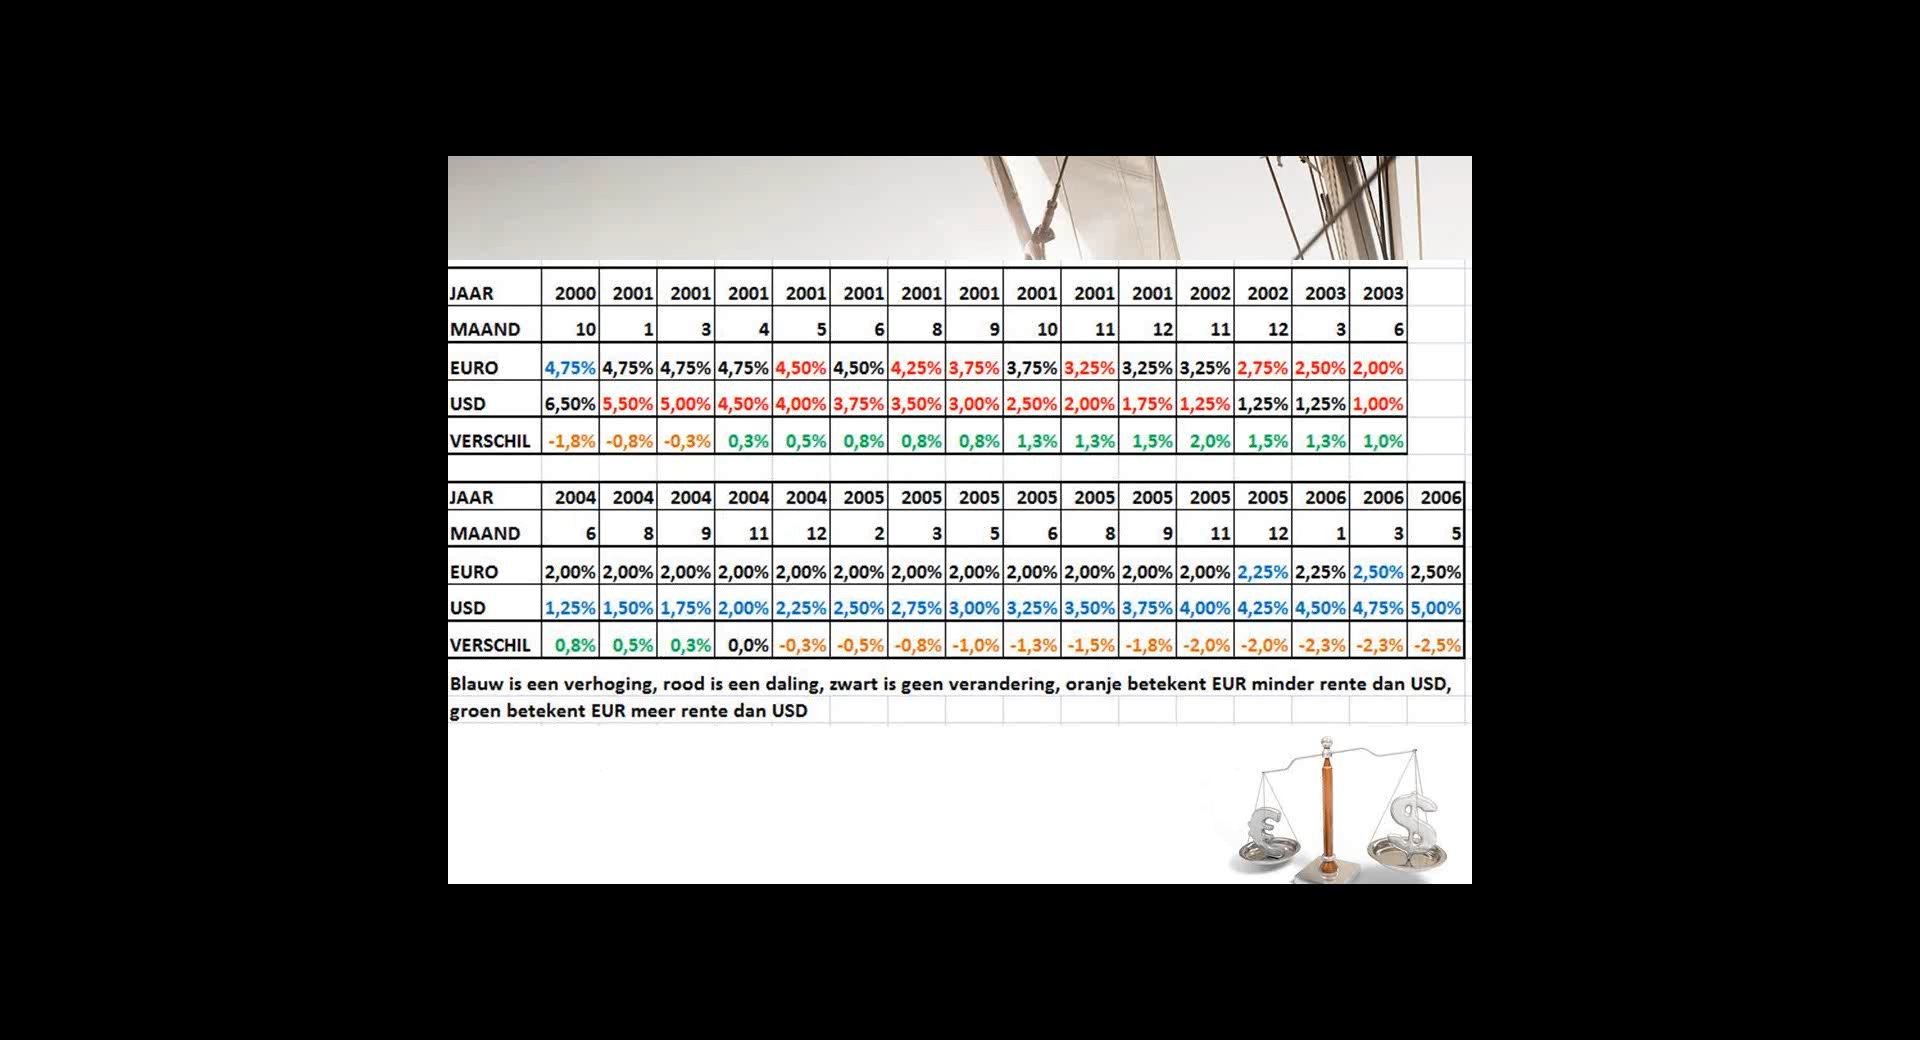 JAAR 2000 2001 2001 2001 2001 2001 2001 2001 2001 2001 2001 2002 2002 2003 2003
MAAND 10 1 3 4 5 6 8 9 10 11 12 11 12 3 6
EURO 4,75% 4,75% 4,75% 4,75% 4,50% 4,50% 4,25% 3,75% 3,75% 3,25% 3,25% 3,25% 2,75% 2,50% 2,00%
USD 6,50% 5,50% 5,00% 4,50% 4,00% 3,75% 3,50% 3,00% 2,50% 2,00% 1,75% 1,25% 1,25% 1,25% 1,00%
VERSCHIL -1,8% -0,8% -0,3% 0,3% 0,5% 0,8% 0,8% 0,8% 1,3% 1,3% 1,5% 2,0% 1,5% 1,3% 1,0%
JAAR 2004 2004 2004 2004 2004 2005 2005 2005 2005 2005 2005 2005 2005 2006 2006 2006
MAAND 6 8 9 11 12 2 3 5 6 8 9 11 12 1 3 5
EURO 2,00% 2,00% 2,00% 2,00% 2,00% 2,00% 2,00% 2,00% 2,00% 2,00% 2,00% 2,00% 2,25% 2,25% 2,50% 2,50%
USD 1,25% 1,50% 1,75% 2,00% 2,25% 2,50% 2,75% 3,00% 3,25% 3,50% 3,75% 4,00% 4,25% 4,50% 4,75% 5,00%
VERSCHIL 0,8% 0,5% 0,3% 0,0% -0,3% -0,5% -0,8% -1,0% -1,3% -1,5% -1,8% -2,0% -2,0% -2,3% -2,3% -2,5%
Blauw is een verhoging, rood is een daling, zwart is geen verandering, oranje betekent EUR minder rente dan USD,
groen betekent EUR meer rente dan USD
€ $